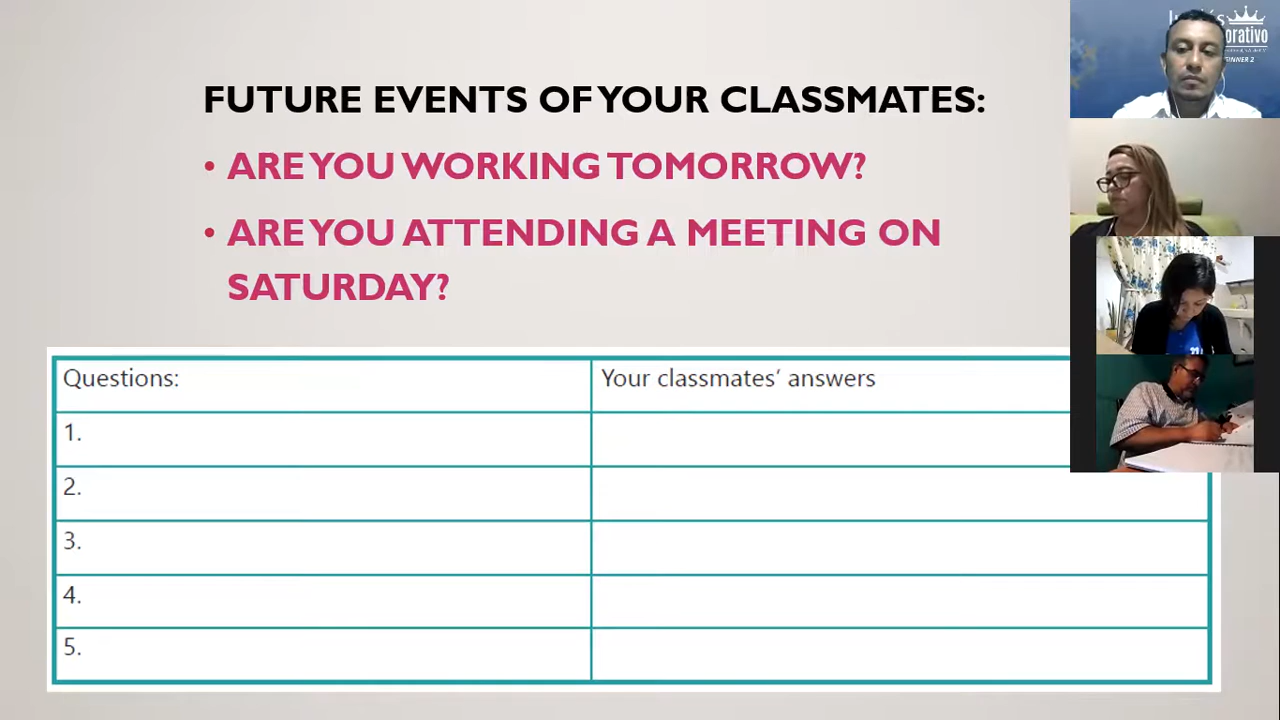 FUTURE EVENTS OF YOUR CLASSMATES:
• ARE YOU WORKING TOMORROW?
• ARE YOU ATTENDING A MEETING ON
SATURDAY?
Questions:
Your classmates' answers
1.
2.
3.
4.
5.